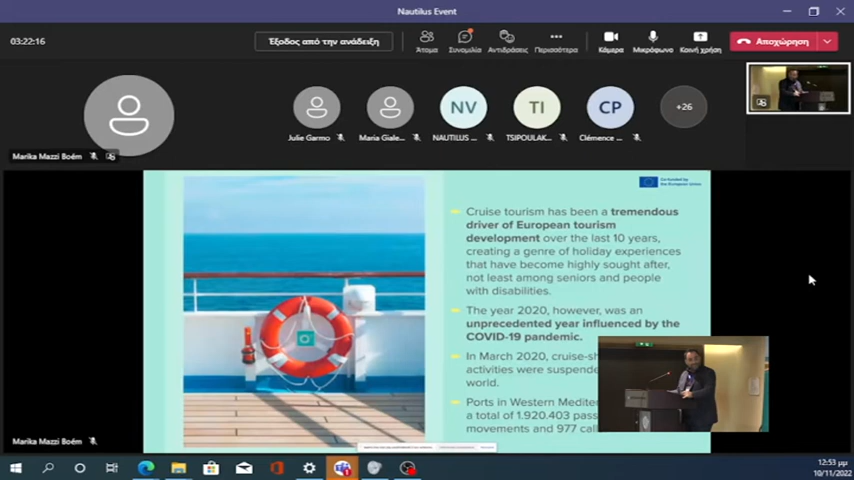 Nautilus Event
03:22:16
Έξοδος από την ανάδειξη
Άτομα
Συνομιλία
Αντιδράσεις
Περισσότερα
Κάμερα
Μικρόφωνο
Κοινή χρήση
Αποχώρηση
NV
TI
CP
+26
Julie Garmo
Maria Giale...
NAUTILUS ...
TSIPOULAK...
Clémence ...
Marika Mazzi Boém
Co-funded by
the European Union
Cruise tourism has been a tremendous
driver of European tourism
development over the last 10 years,
creating a genre of holiday experiences
that have become highly sought after,
not least among seniors and people
with disabilities.
The year 2020, however, was an
unprecedented year influenced by the
COVID-19 pandemic.
In March 2020, cruise-sh
activities were suspende
world.
Ports in Western Medite
a total of 1.920.403 pass
movements and 977 call
Marika Mazzi Boém
12:53 μμ
10/11/2022